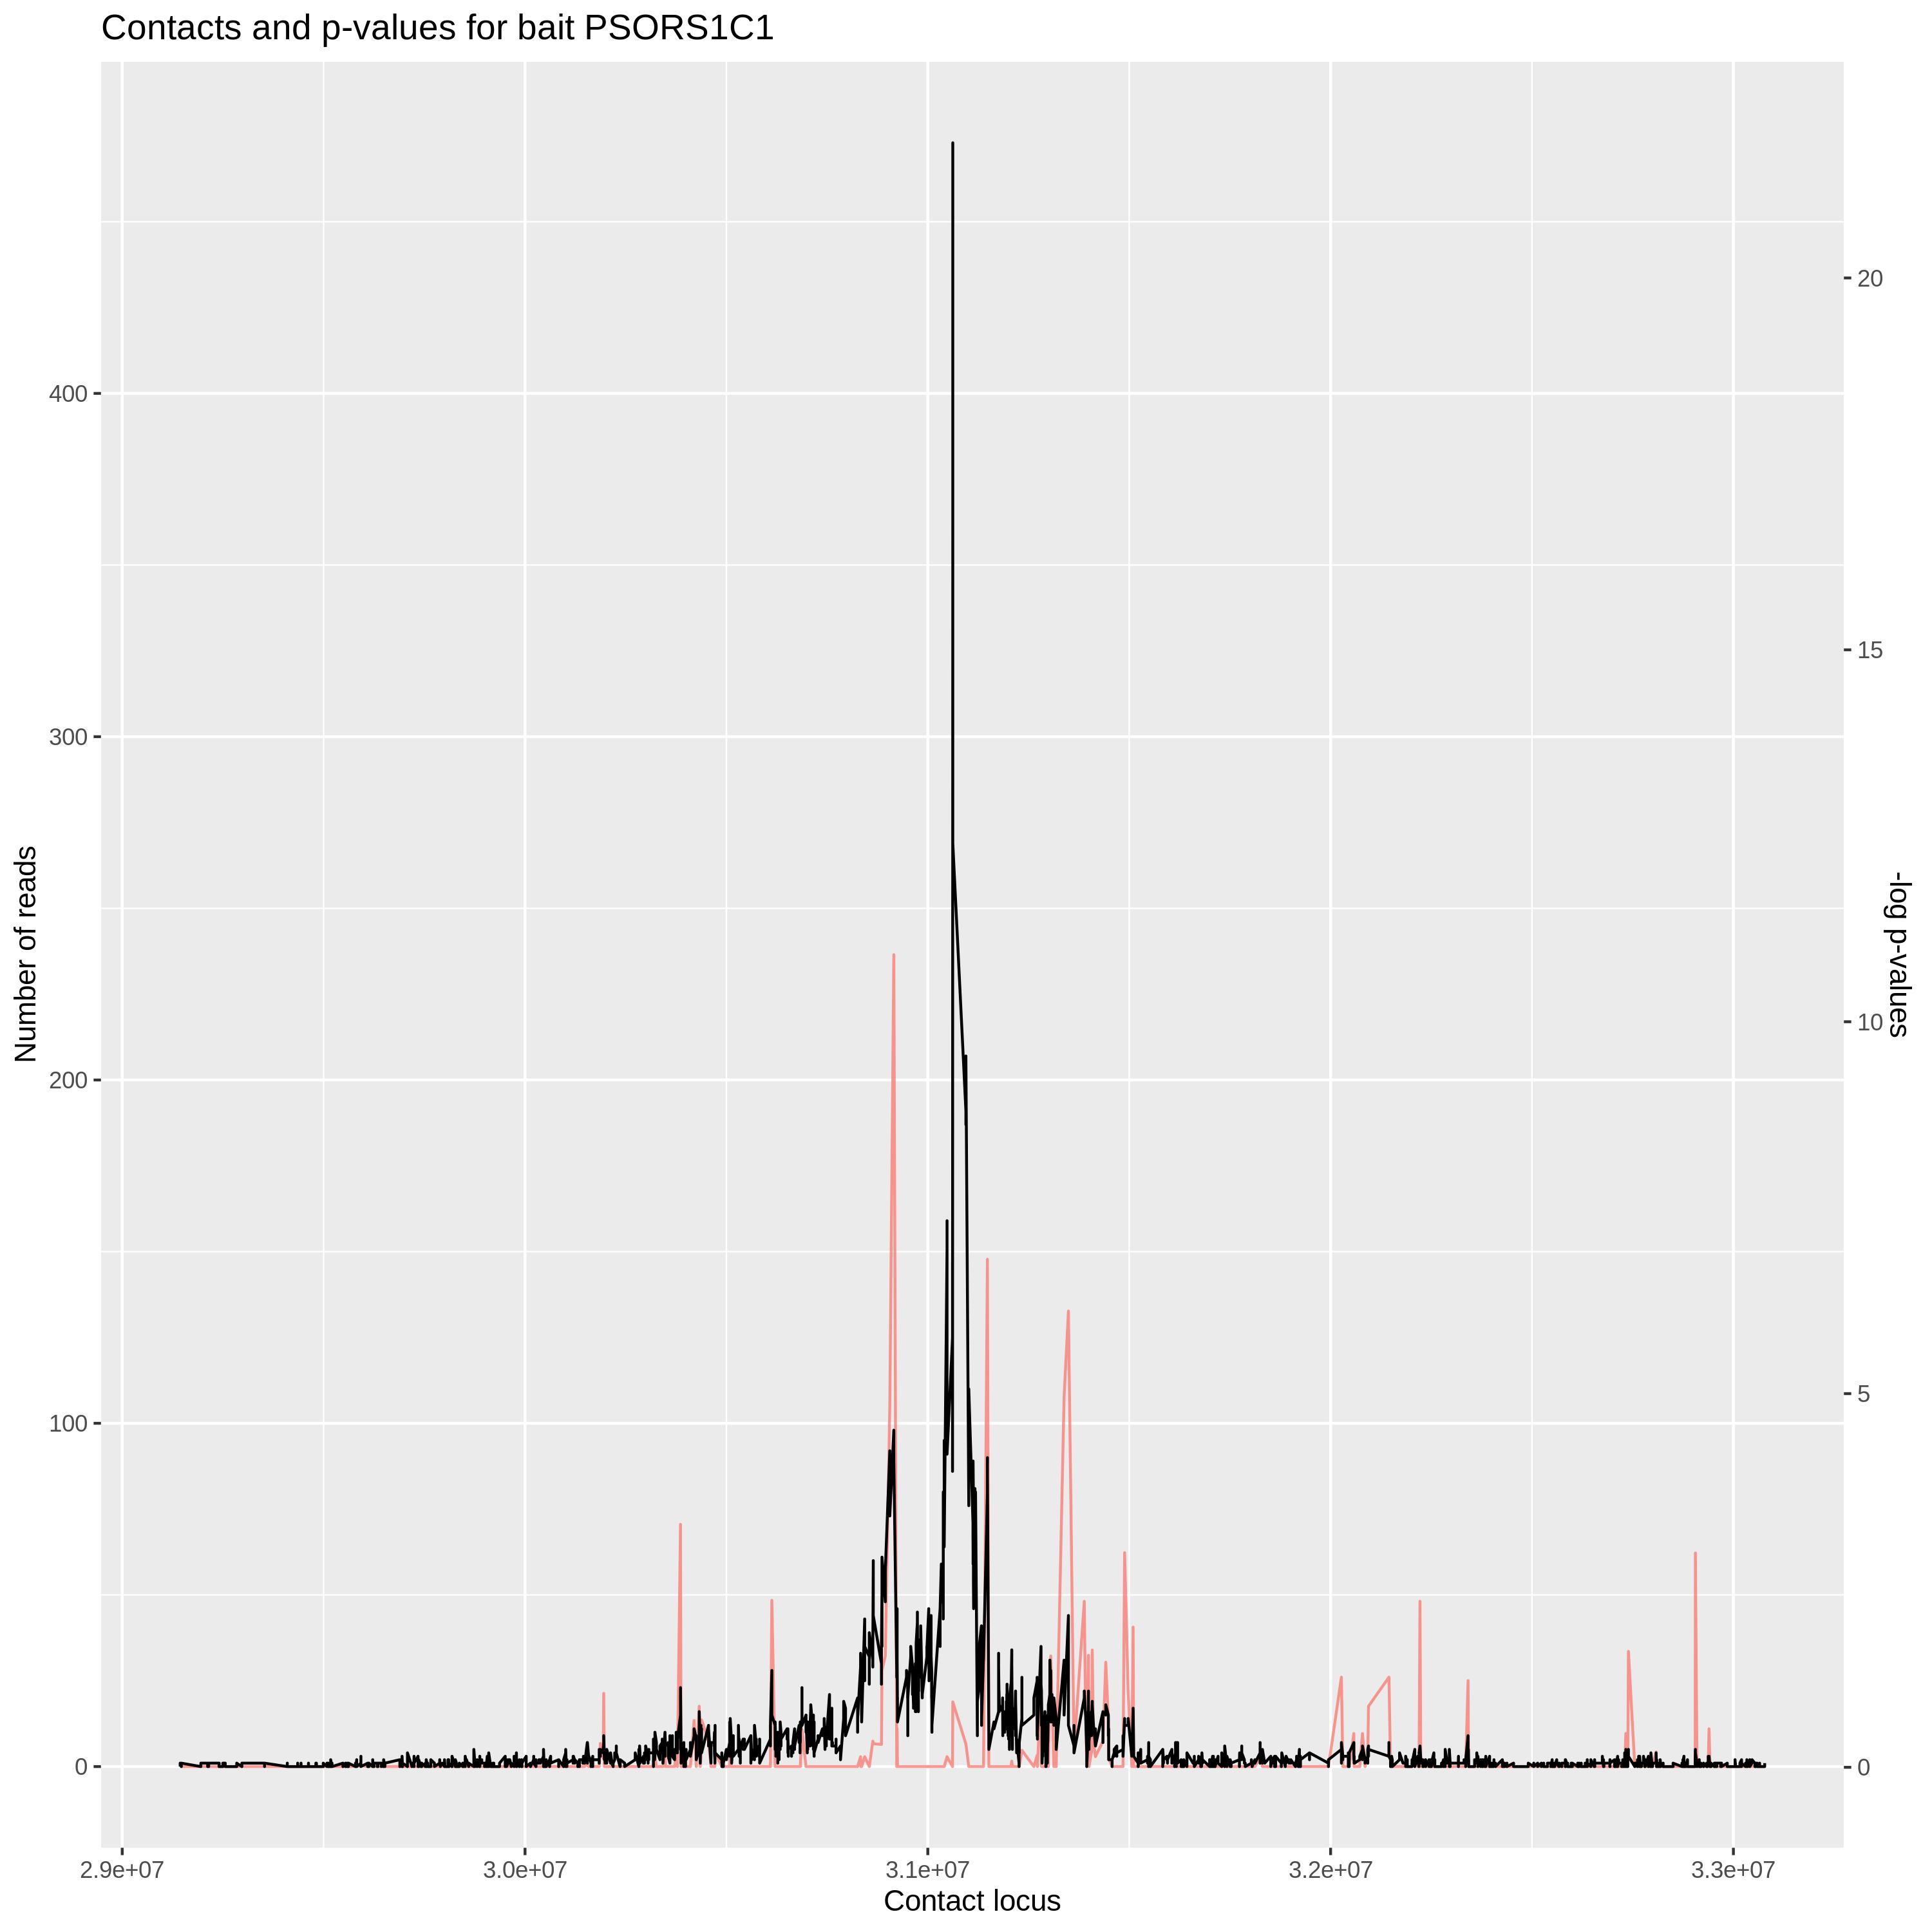 Contacts and p-values for bait PSORS1C1
400
300
200
100
0
Number of reads
20
15
10
5
0
-log p-values
2.9e+07 3.0e+07 3.1e+07 3.2e+07 3.3e+07
Contact locus